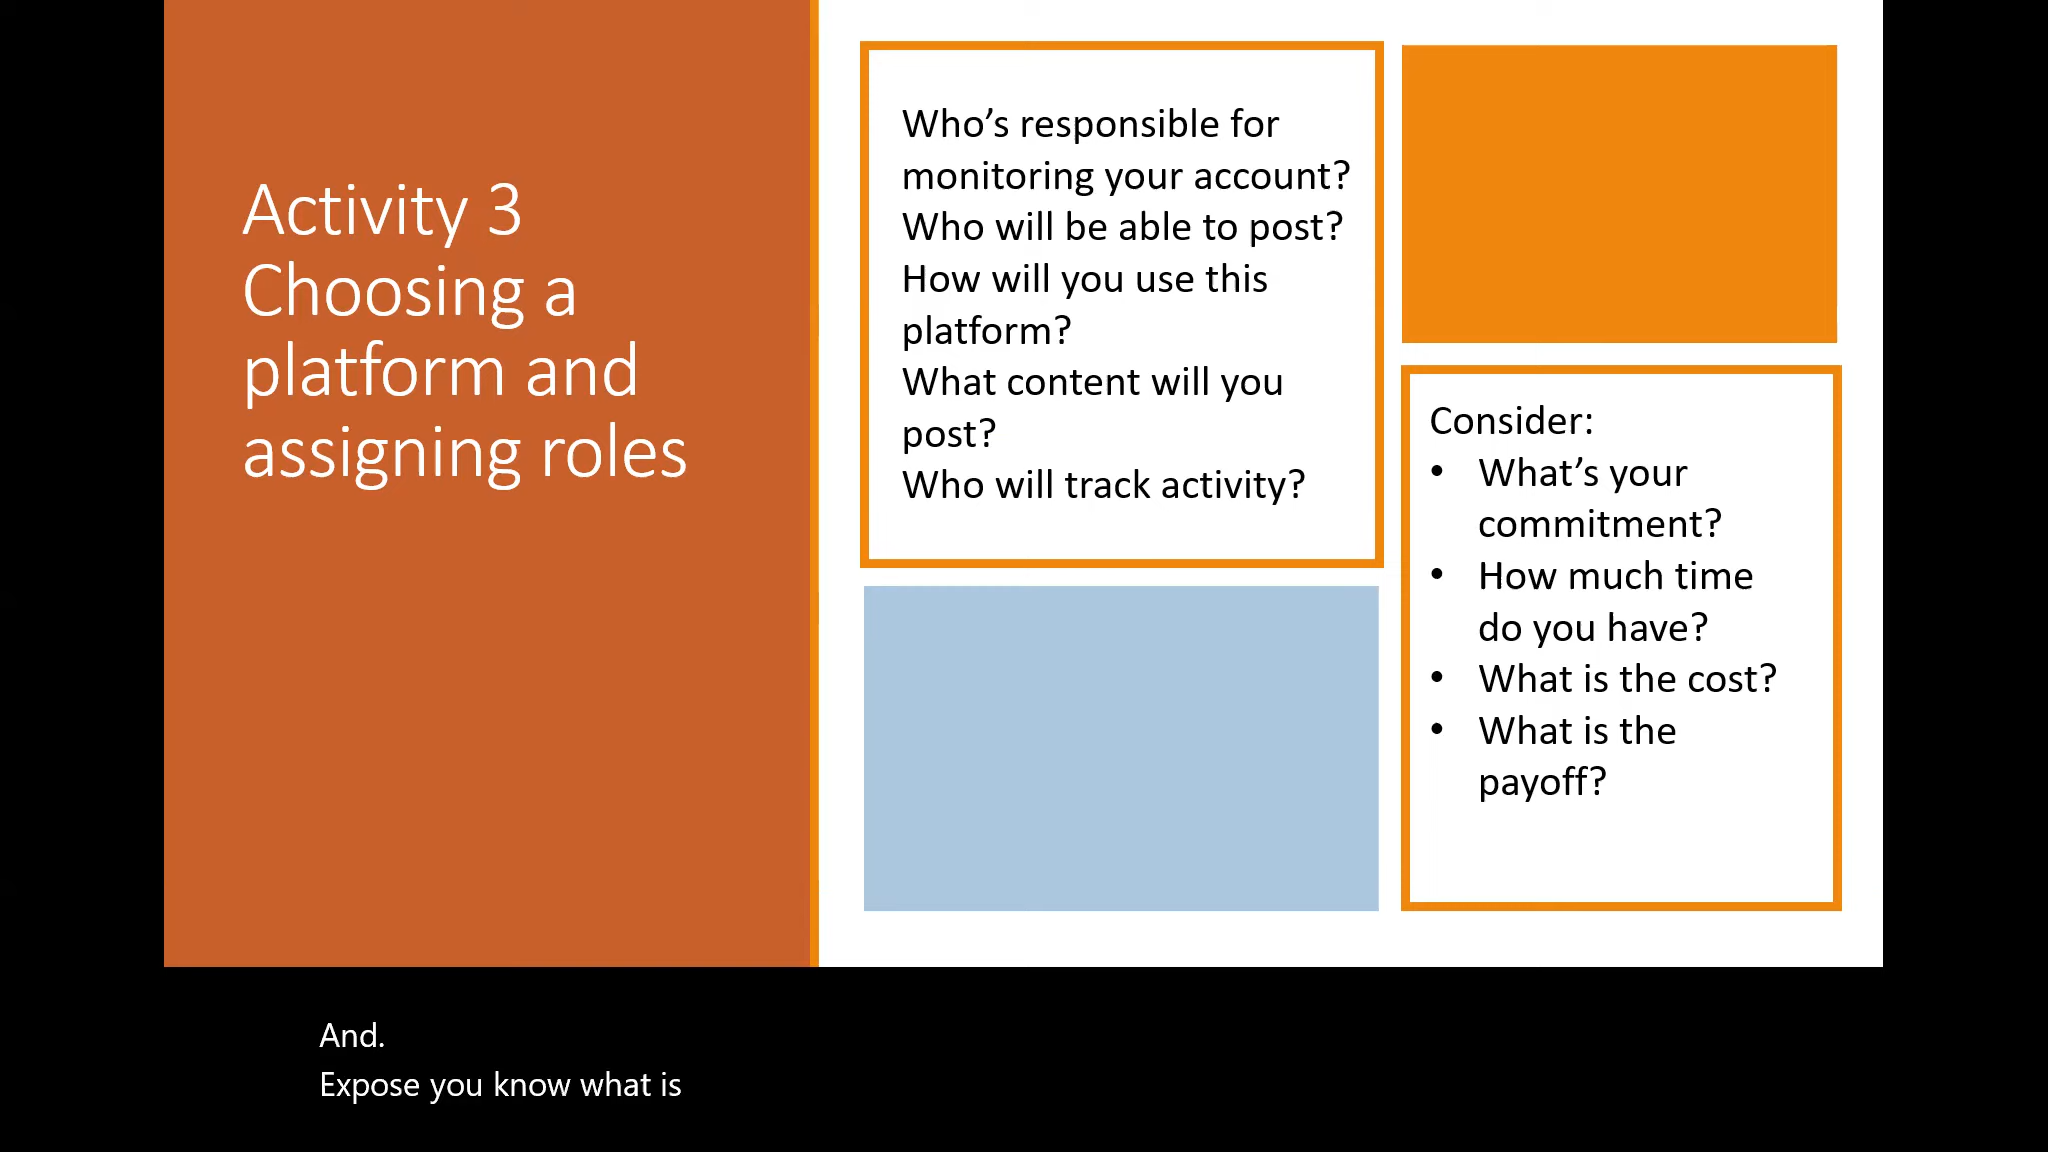 Activity 3
Choosing a
platform and
assigning roles
Who’s responsible for
monitoring your account?
Who will be able to post?
How will you use this
platform?
What content will you
post?
Who will track activity?
Consider:
• What’s your
commitment?
• How much time
do you have?
• What is the cost?
• What is the
payoff?
And.
Expose you know what is